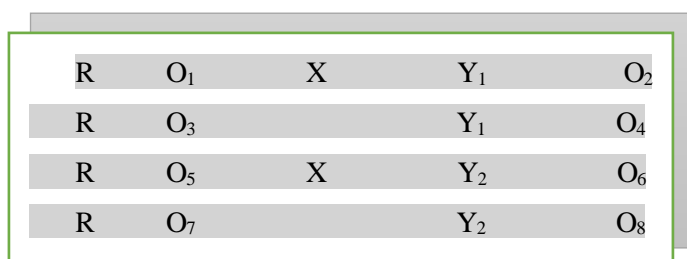 R O₁ X Y₁ O₂
R O₃ Y₁ O₄
R O₅ X Y₂ O₆
R O₇ Y₂ O₈